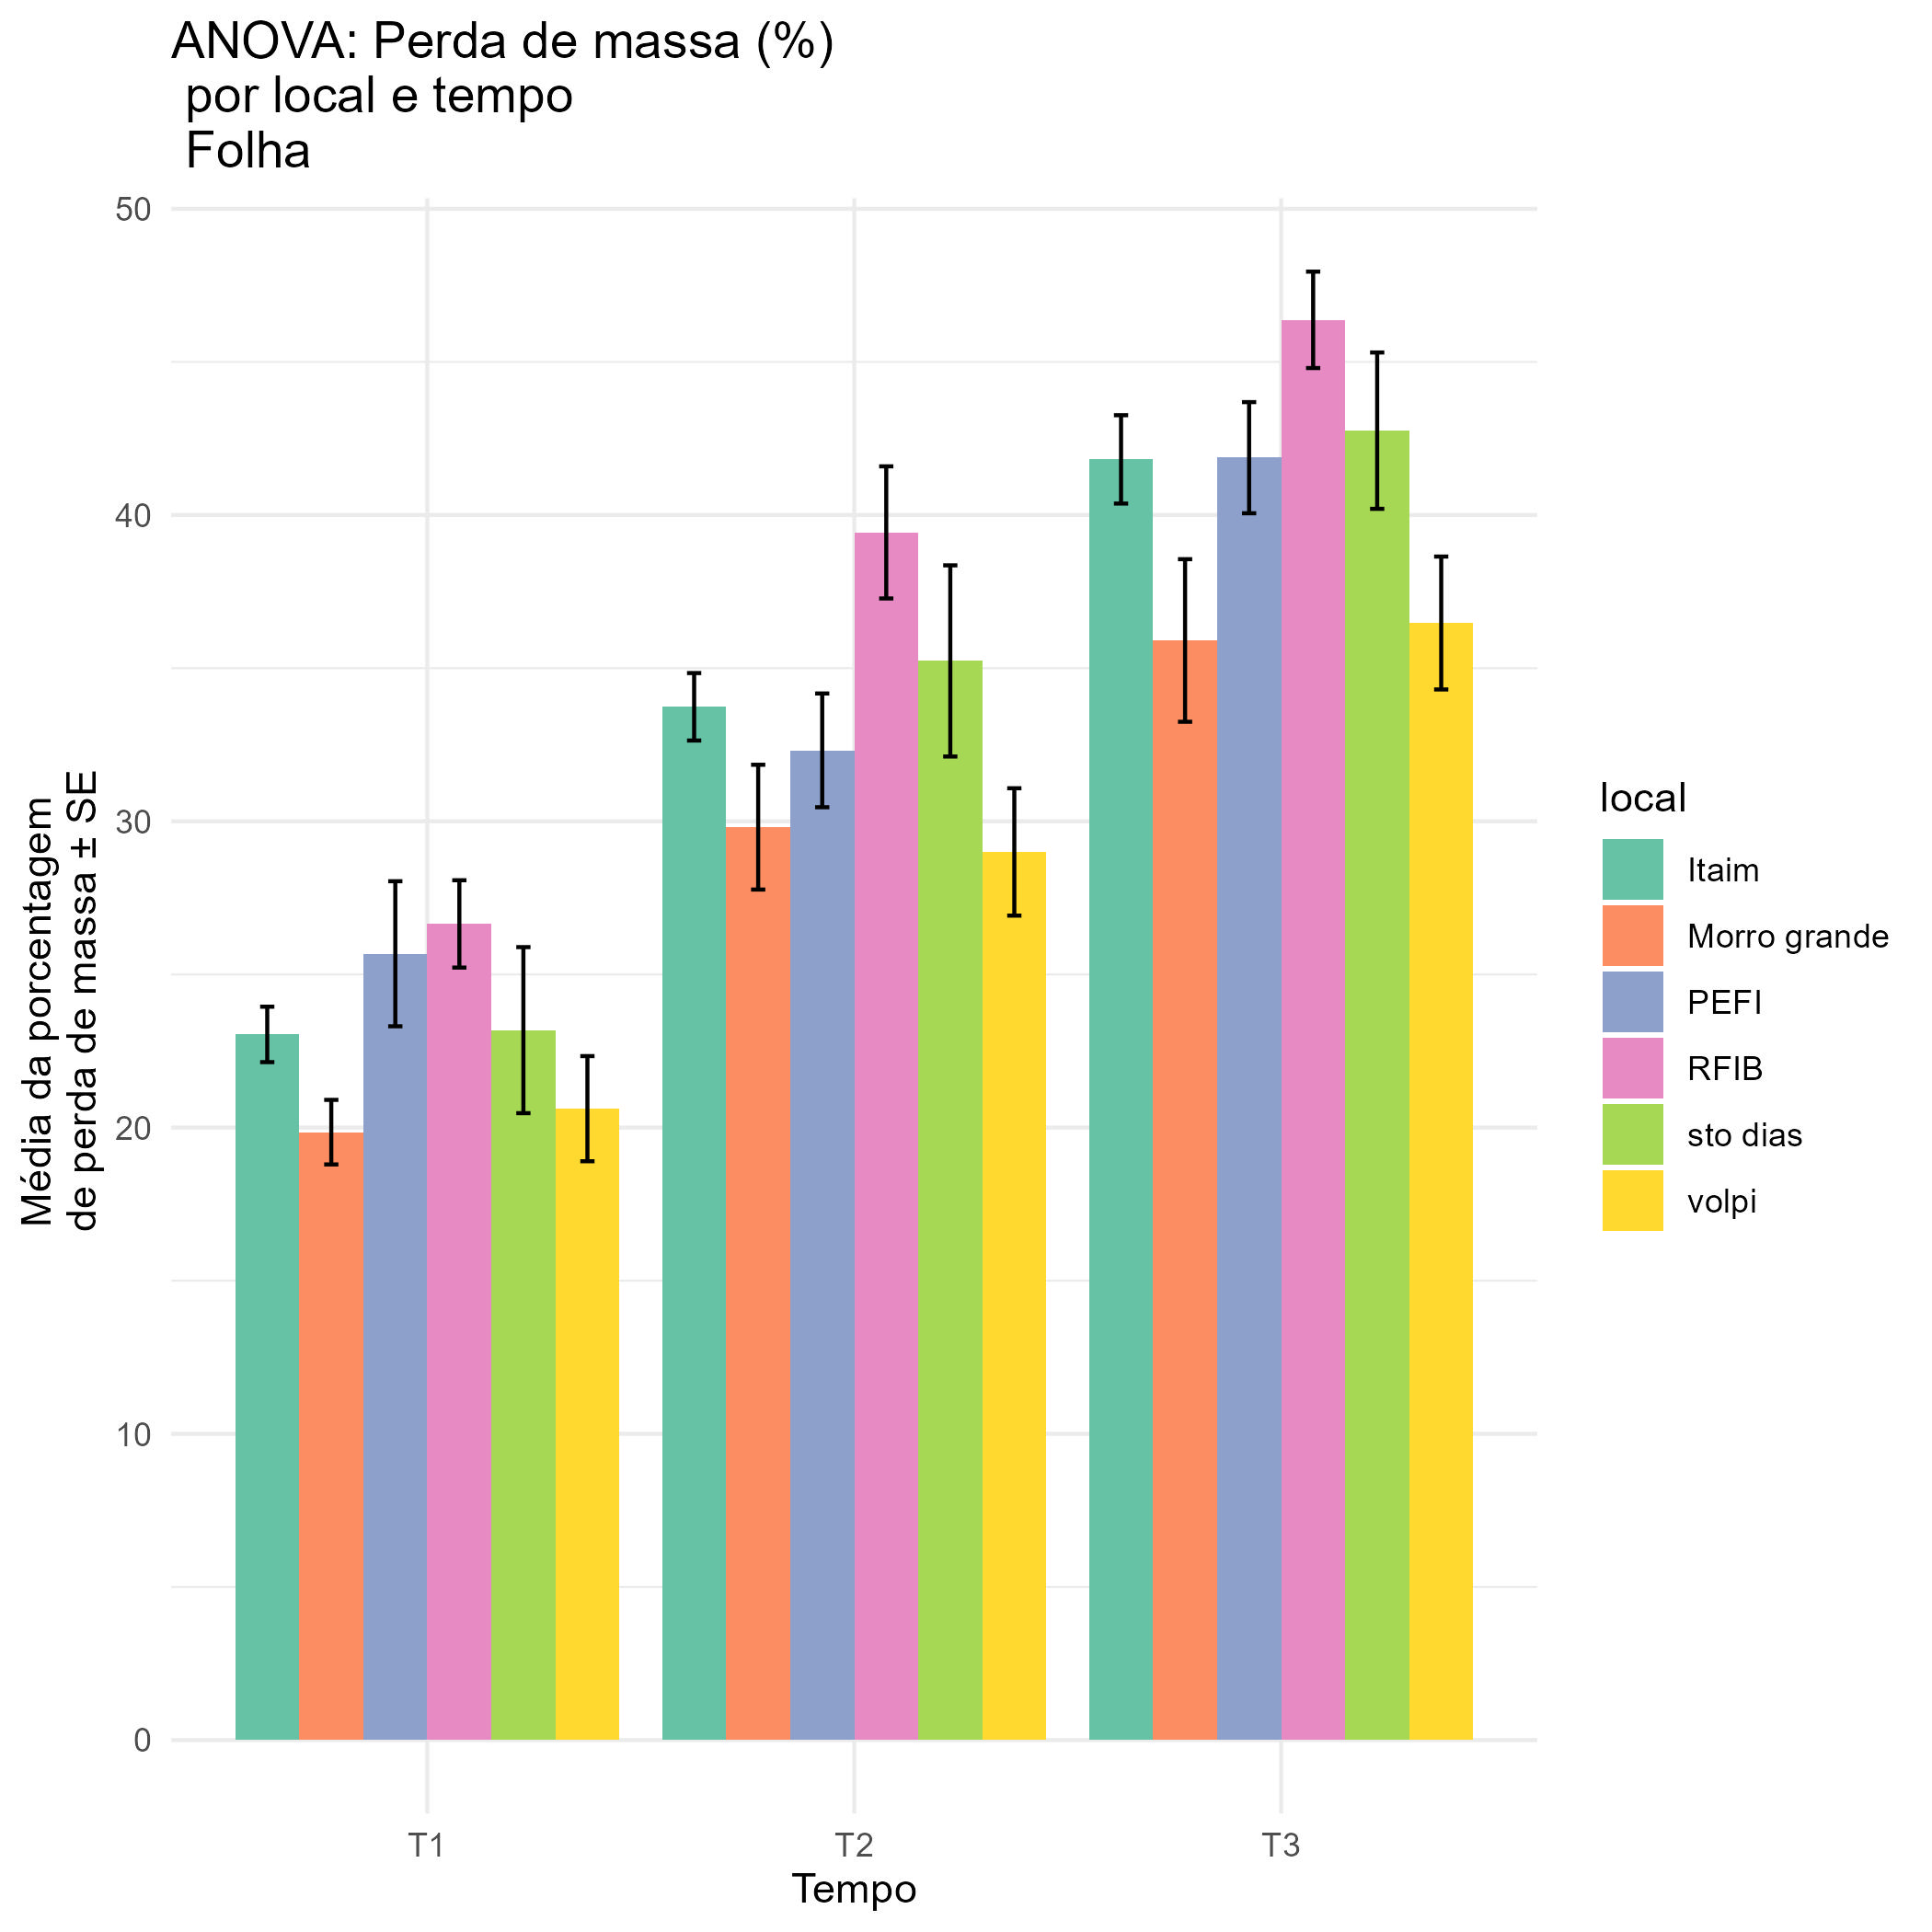 ANOVA: Perda de massa (%)
por local e tempo
Folha
Média da porcentagem
de perda de massa ± SE
50
40
30
20
10
0
T1
T2
T3
Tempo
local
Itaim
Morro grande
PEFI
RFIB
sto dias
volpi